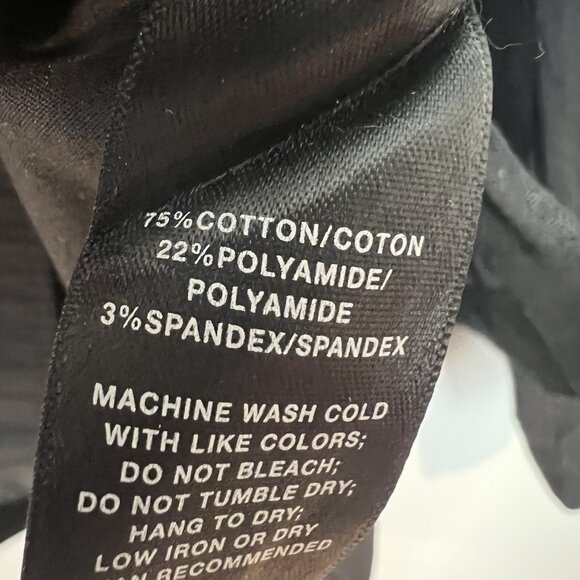 75%COTTON/COTON
22%POLYAMIDE/
POLYAMIDE
3%SPANDEX/SPANDEX
MACHINE WASH COLD
WITH LIKE COLORS;
DO NOT BLEACH;
DO NOT TUMBLE DRY;
HANG TO DRY;
LOW IRON OR DRY
RECOMMENDED